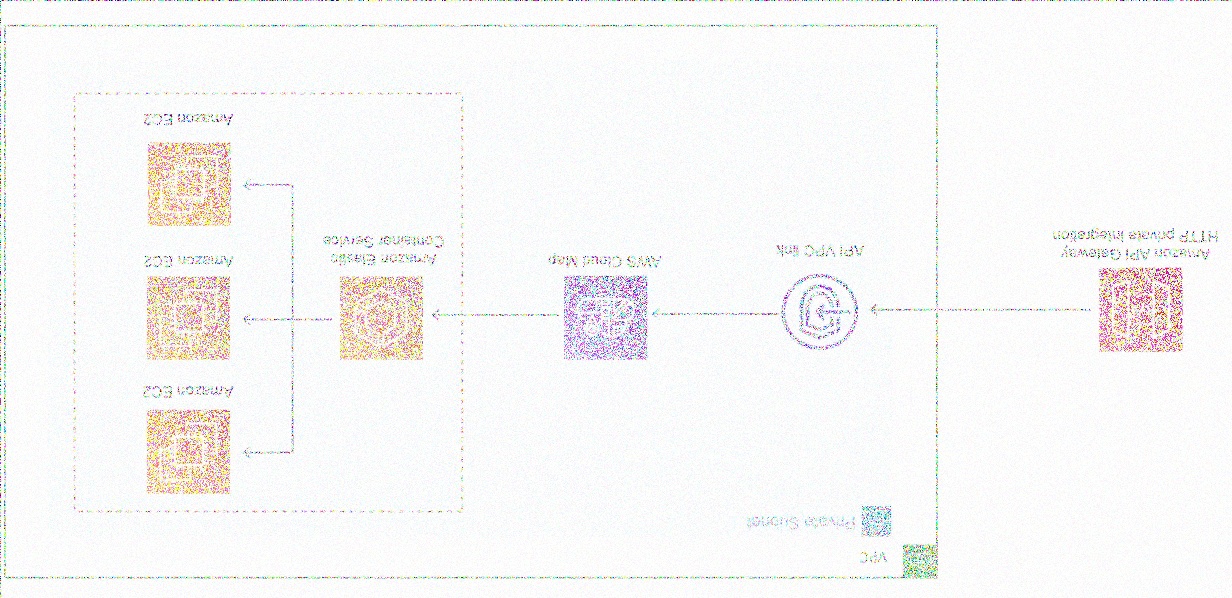 VPC
Private Subnet
Amazon API Gateway
HTTP private integration
API VPC link
AWS Cloud Map
Amazon Elastic
Container Service
Amazon EC2
Amazon EC2
Amazon EC2